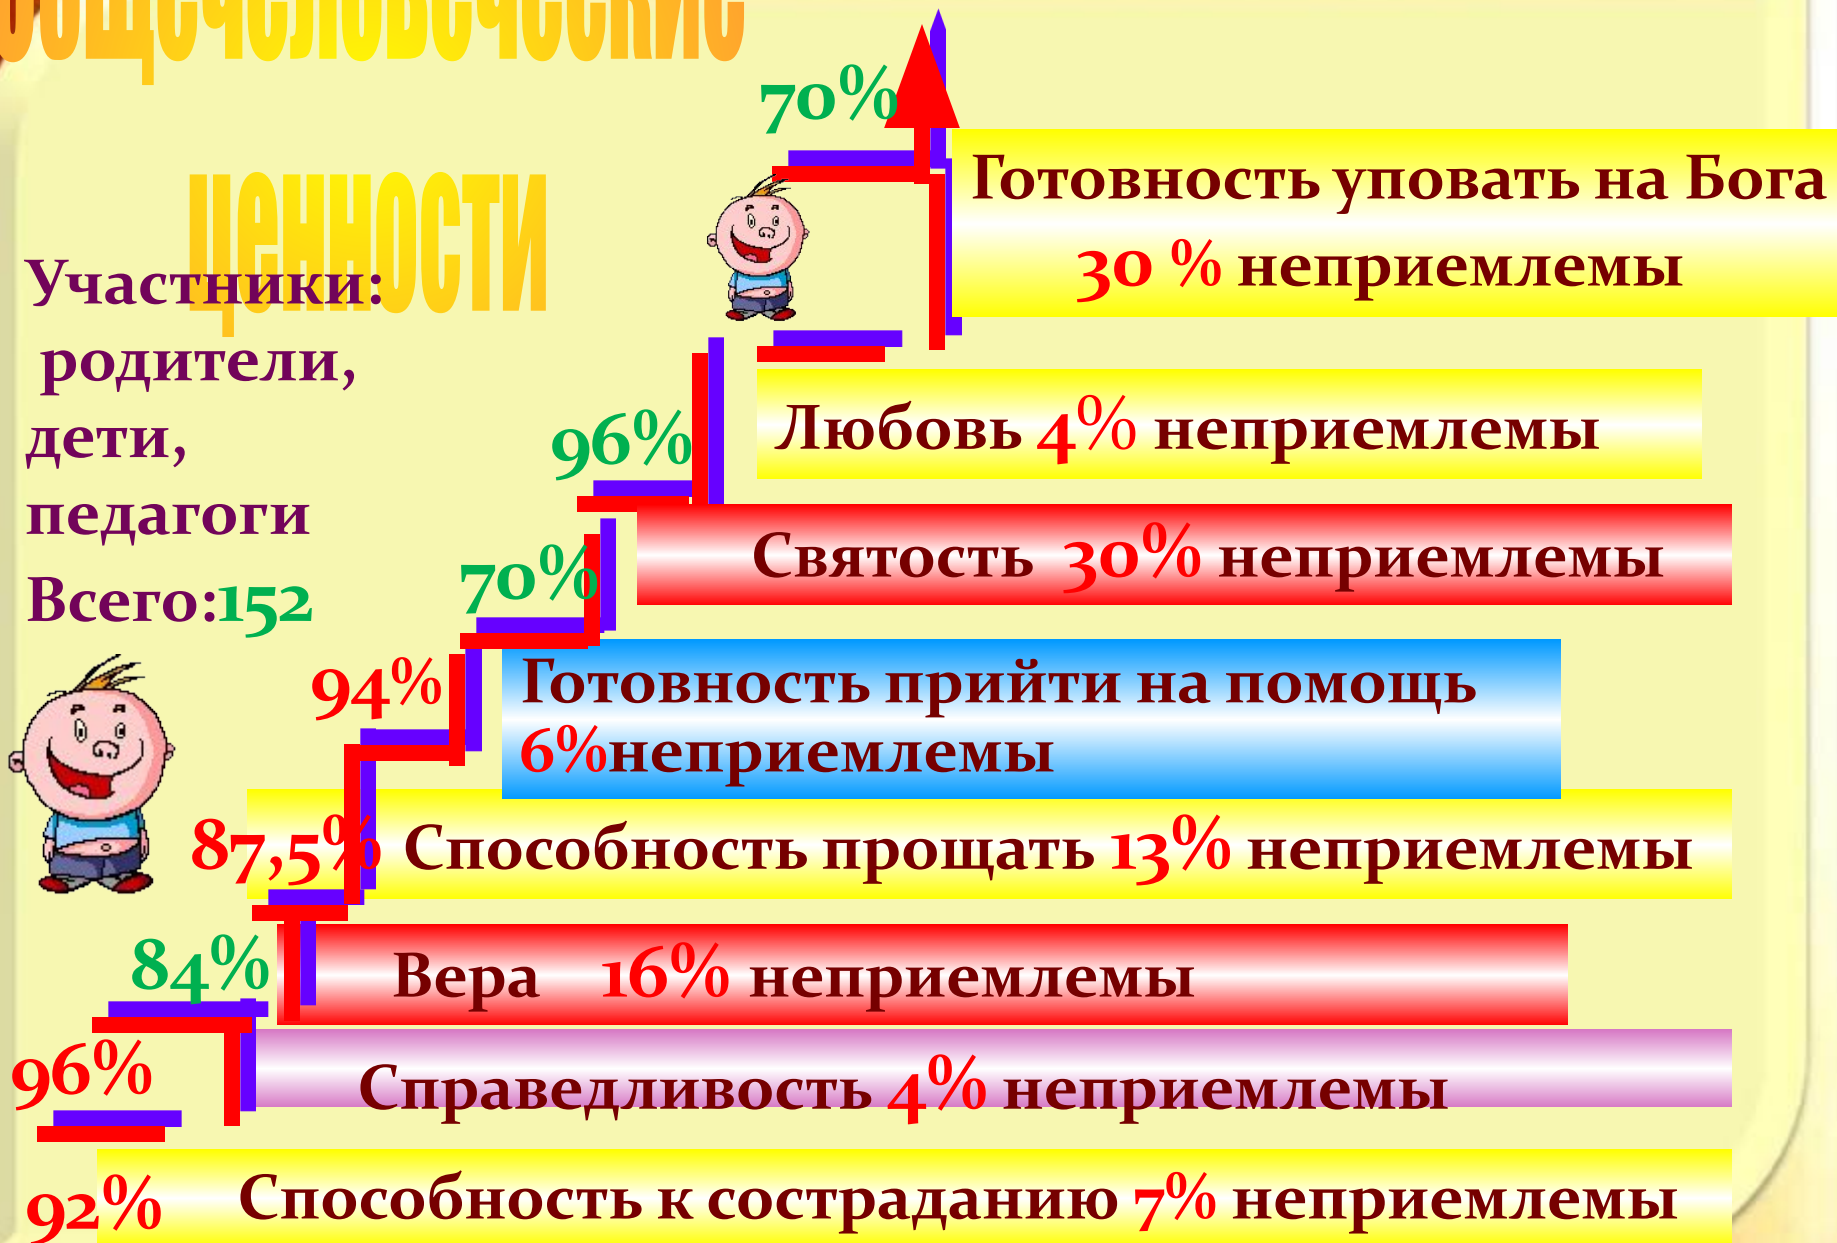 общечеловеческие
ценности
Участники:
родители,
дети,
педагоги
Всего:152
70%
Готовность уповать на Бога
30 % неприемлемы
96%
Любовь 4% неприемлемы
70%
Святость 30% неприемлемы
94%
Готовность прийти на помощь
6%неприемлемы
87,5% Способность прощать 13% неприемлемы
84%
Вера 16% неприемлемы
96%
Справедливость 4% неприемлемы
92% Способность к состраданию 7% неприемлемы